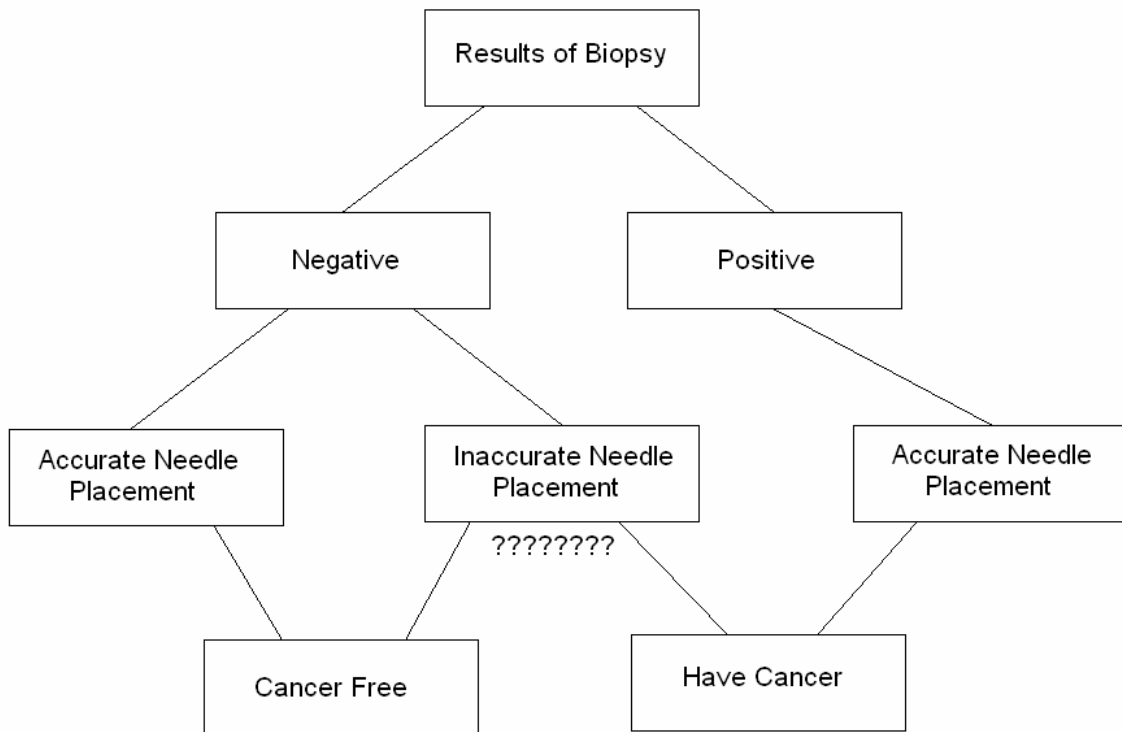 Results of Biopsy
Negative
Positive
Accurate Needle
Placement
Inaccurate Needle
Placement
Accurate Needle
Placement
????????
Cancer Free
Have Cancer